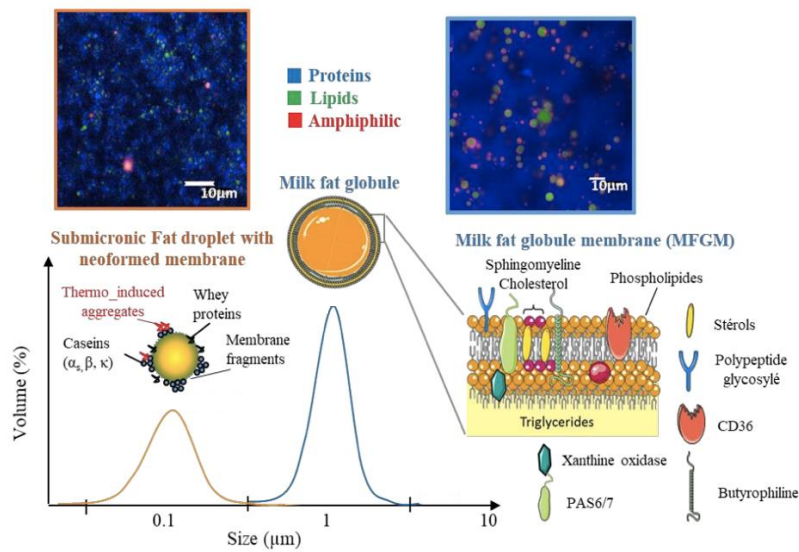 Proteins
Lipids
Amphiphilic
10μm
10μm
Milk fat globule
Submicronic Fat droplet with
neoformed membrane
Milk fat globule membrane (MFGM)
Sphingomyeline
Cholesterol
Phospholipides
Thermo_induced
aggregates
Whey
proteins
Caseins
(αs, β, κ)
Membrane
fragments
Triglycerides
Stérols
Polypeptide
glycosylé
CD36
Butyrophiline
Xanthine oxidase
PAS6/7
Volume (%)
0.1
1
10
Size (μm)